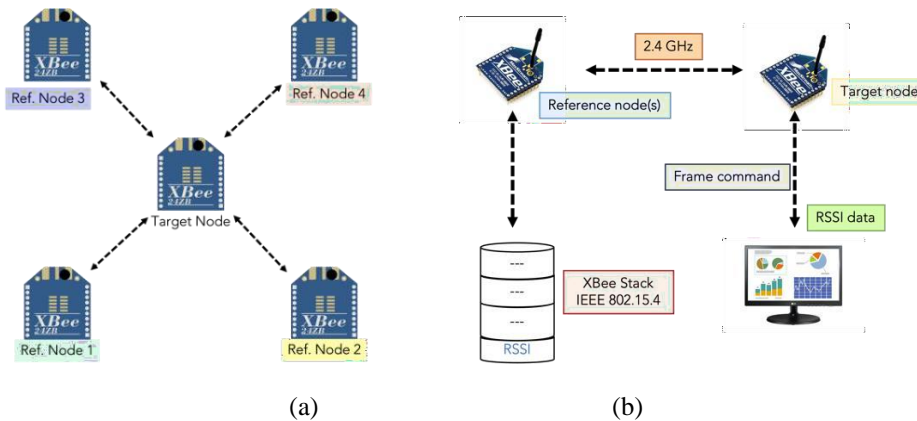 XBee
24ZB
Ref. Node 3
XBee
24ZB
Ref. Node 4
XBee
24ZB
Target Node
XBee
24ZB
Ref. Node 1
XBee
24ZB
Ref. Node 2
(a)
XBee
2.4 GHz
XBee
Reference node(s)
Target node
Frame command
RSSI data
---
---
---
RSSI
XBee Stack
IEEE 802.15.4
(b)